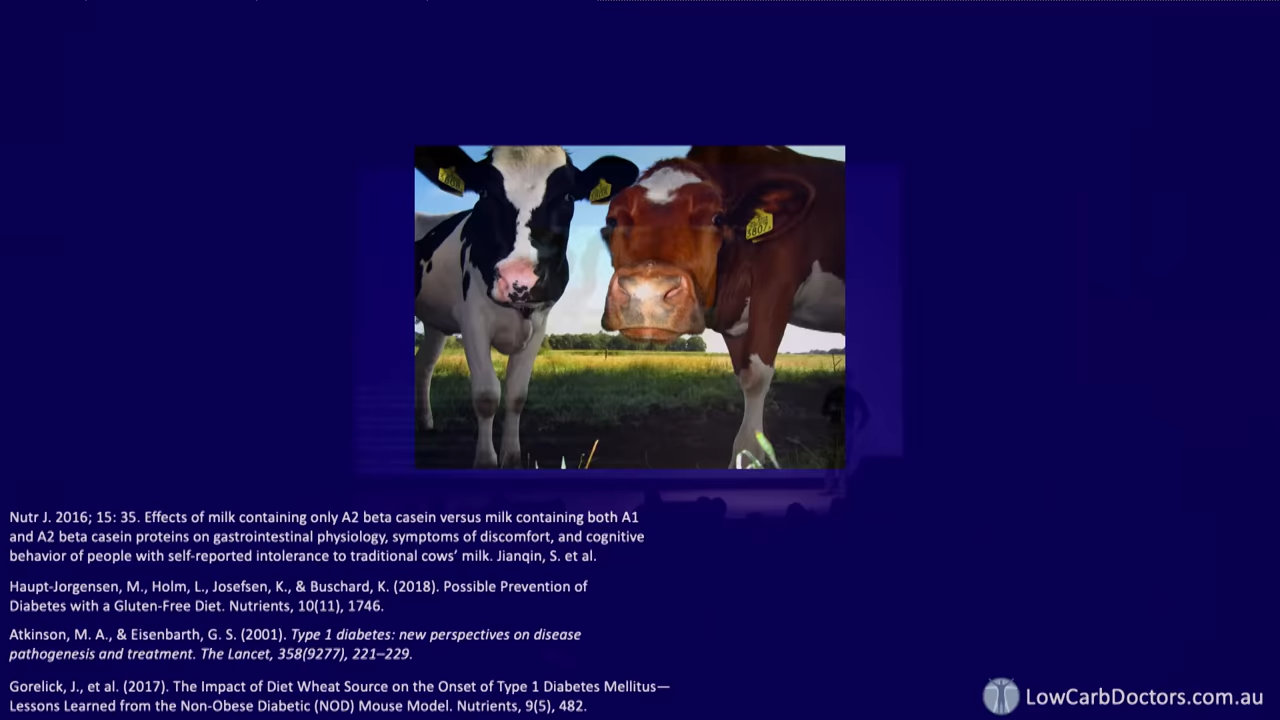 3807
Nutr J. 2016; 15: 35. Effects of milk containing only A2 beta casein versus milk containing both A1
and A2 beta casein proteins on gastrointestinal physiology, symptoms of discomfort, and cognitive
behavior of people with self-reported intolerance to traditional cows’ milk. Jianqin, S. et al.
Haupt-Jorgensen, M., Holm, L., Josefsen, K., & Buschard, K. (2018). Possible Prevention of
Diabetes with a Gluten-Free Diet. Nutrients, 10(11), 1746.
Atkinson, M. A., & Eisenbarth, G. S. (2001). Type 1 diabetes: new perspectives on disease
pathogenesis and treatment. The Lancet, 358(9277), 221–229.
Gorelick, J., et al. (2017). The Impact of Diet Wheat Source on the Onset of Type 1 Diabetes Mellitus—
Lessons Learned from the Non-Obese Diabetic (NOD) Mouse Model. Nutrients, 9(5), 482.
LowCarbDoctors.com.au